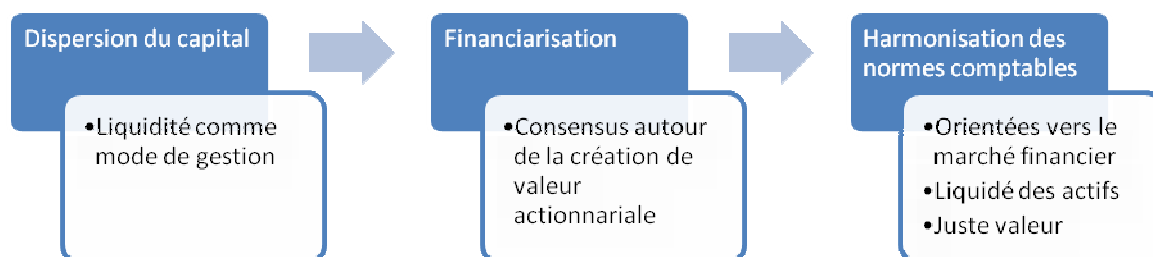 Dispersion du capital
•Liquidité comme
mode de gestion
Financiarisation
•Consensus autour
de la création de
valeur
actionnariale
Harmonisation des
normes comptables
•Orientées vers le
marché financier
•Liquidé des actifs
•Juste valeur